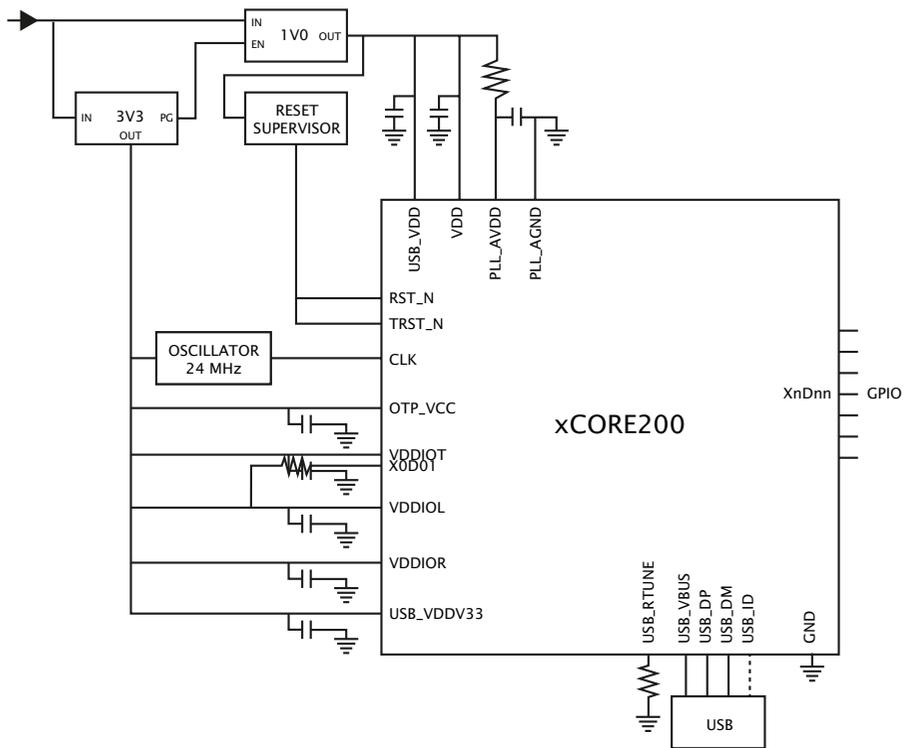 IN
1V0
OUT
EN
IN
3V3
PG
OUT
RESET
SUPERVISOR
USB_VDD
VDD
PLL_AVDD
PLL_AGND
RST_N
TRST_N
OSCILLATOR
24 MHz
CLK
XnDnn
GPIO
OTP_VCC
xCORE200
VDDIOT
X0D01
VDDIOL
VDDIOR
USB_VDDV33
USB_RTUNE
USB_VBUS
USB_DP
USB_DM
USB_ID
GND
USB